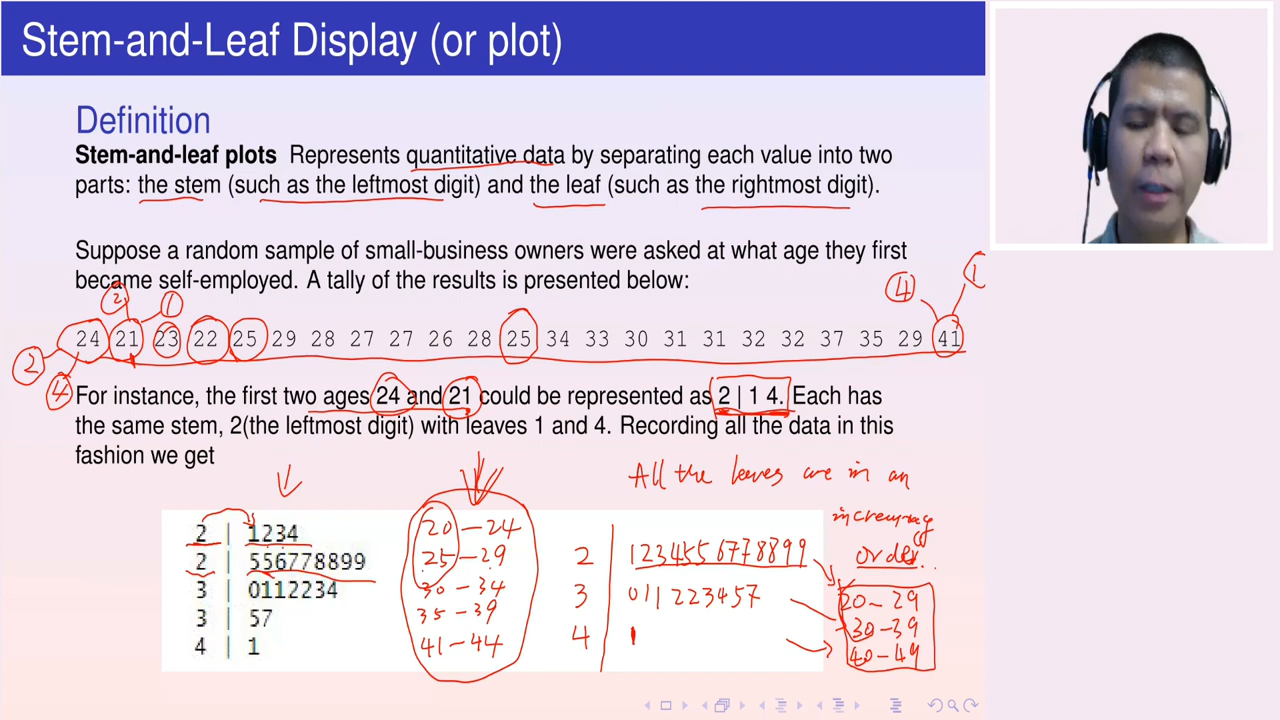 Stem-and-Leaf Display (or plot)
Definition
Stem-and-leaf plots Represents quantitative data by separating each value into two
parts: the stem (such as the leftmost digit) and the leaf (such as the rightmost digit).
Suppose a random sample of small-business owners were asked at what age they first
became self-employed. A tally of the results is presented below:
2 1 4 1
24 21 23 22 25 29 28 27 27 26 28 25 34 33 30 31 31 32 32 37 35 29 41
2
4
For instance, the first two ages 24 and 21 could be represented as 2 | 1 4. Each has
the same stem, 2(the leftmost digit) with leaves 1 and 4. Recording all the data in this
fashion we get
All the leaves are in an
increasing
order..
2 | 1234
2 | 556778899
3 | 0112234
3 | 57
4 | 1
20 - 24
25 - 29
30 - 34
35 - 39
41 - 44
2 | 1234556778899
3 | 011223457
4 | 1
20 - 29
30 - 39
40 - 49